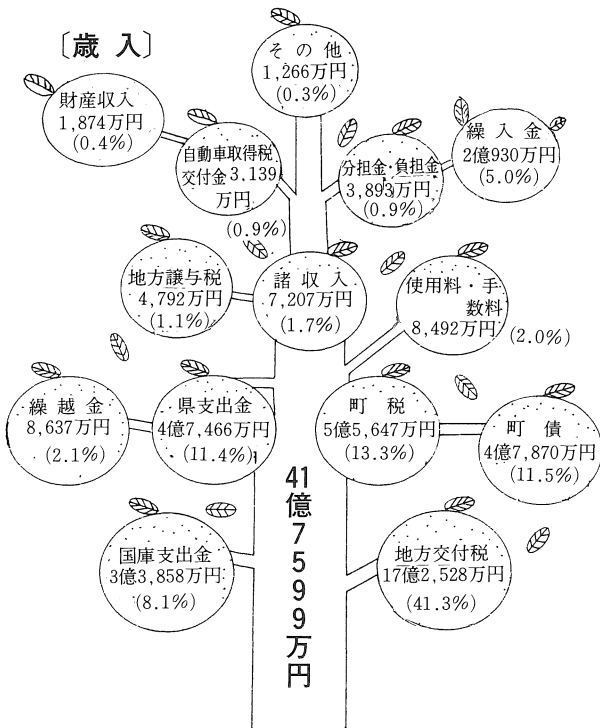 〔歳入〕
その他
1,266万円
(0.3%)
財産収入
1,874万円
(0.4%)
自動車取得税
交付金3.139
万円
(0.9%)
分担金・負担金
3,893万円
(0.9%)
繰入金
2億930万円
(5.0%)
地方譲与税
4,792万円
(1.1%)
諸収入
7,207万円
(1.7%)
使用料・手
数料
8,492万円
(2.0%)
繰越金
8,637万円
(2.1%)
県支出金
4億7,466万円
(11.4%)
町税
5億5,647万円
(13.3%)
町債
4億7,870万円
(11.5%)
国庫支出金
3億3,858万円
(8.1%)
地方交付税
17億2,528万円
(41.3%)
41億7599万円